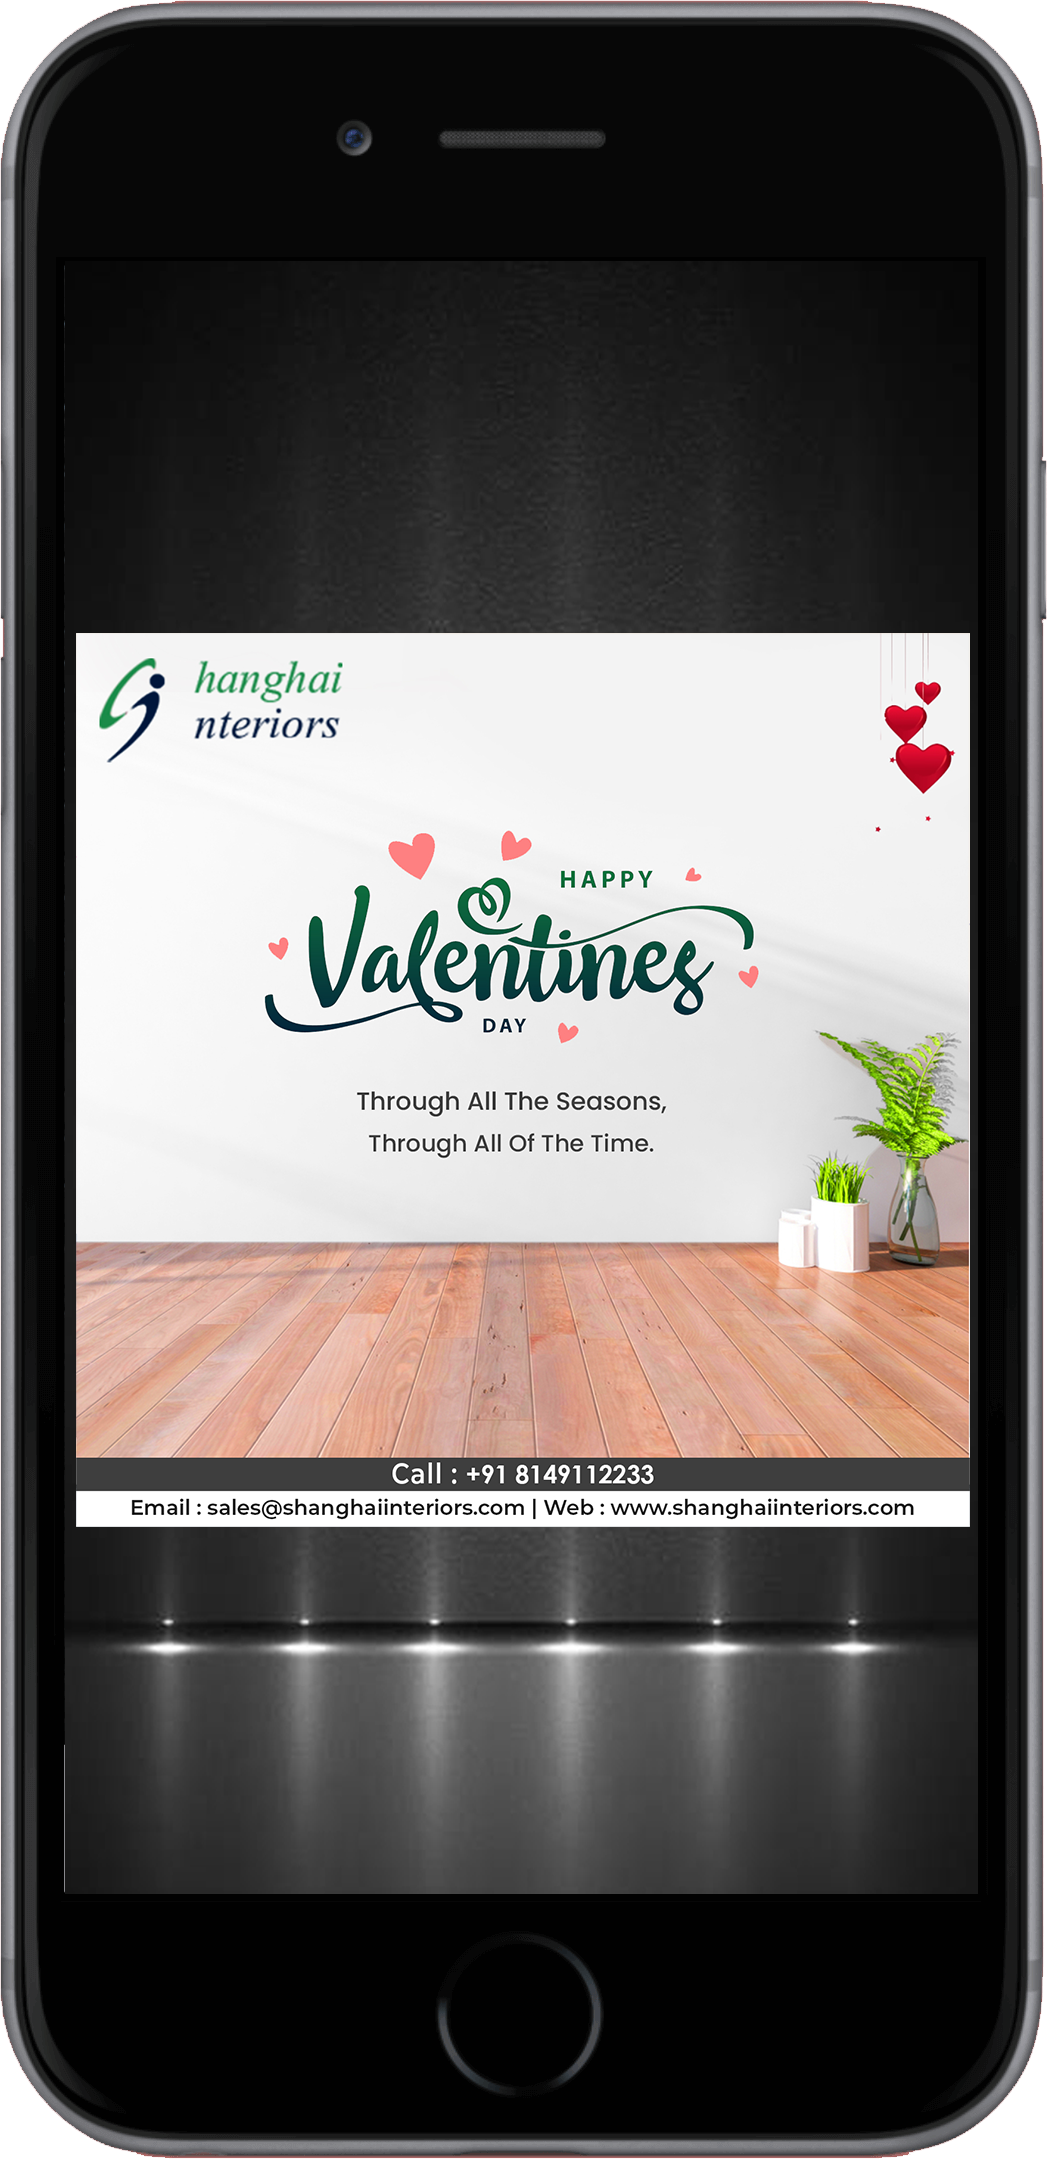 hanghai
nteriors
HAPPY
Valentines
DAY
Through All The Seasons,
Through All Of The Time.
Call : +91 8149112233
Email : sales@shanghaiinteriors.com | Web : www.shanghaiinteriors.com